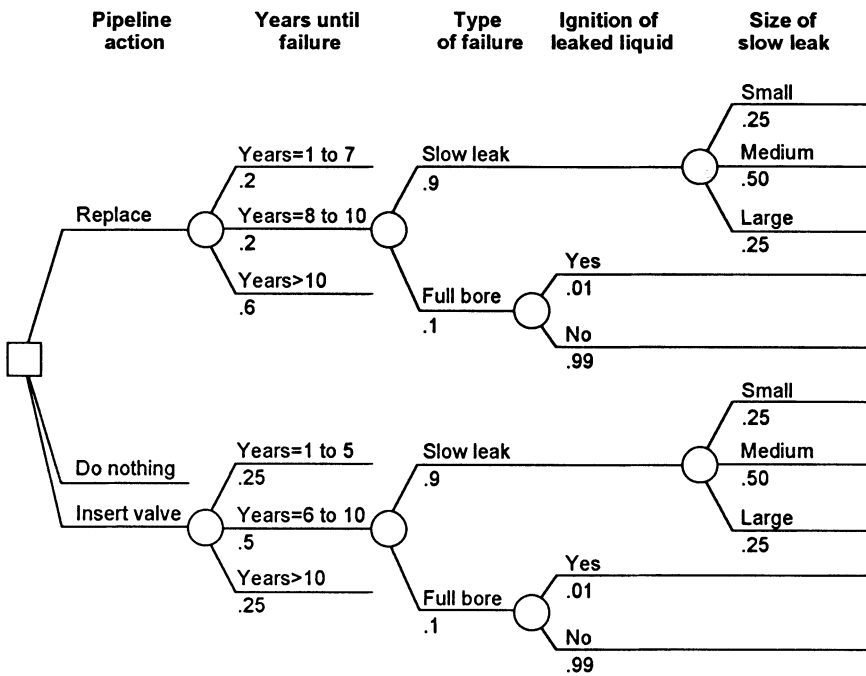 Pipeline action
Years until failure
Type of failure
Ignition of leaked liquid
Size of slow leak
Small
.25
Years=1 to 7
.2
Slow leak
.9
Medium
.50
Replace
Years=8 to 10
.2
Large
.25
Years>10
.6
Full bore
.1
Yes
.01
No
.99
Small
.25
Do nothing
Years=1 to 5
.25
Slow leak
.9
Medium
.50
Insert valve
Years=6 to 10
.5
Large
.25
Years>10
.25
Full bore
.1
Yes
.01
No
.99